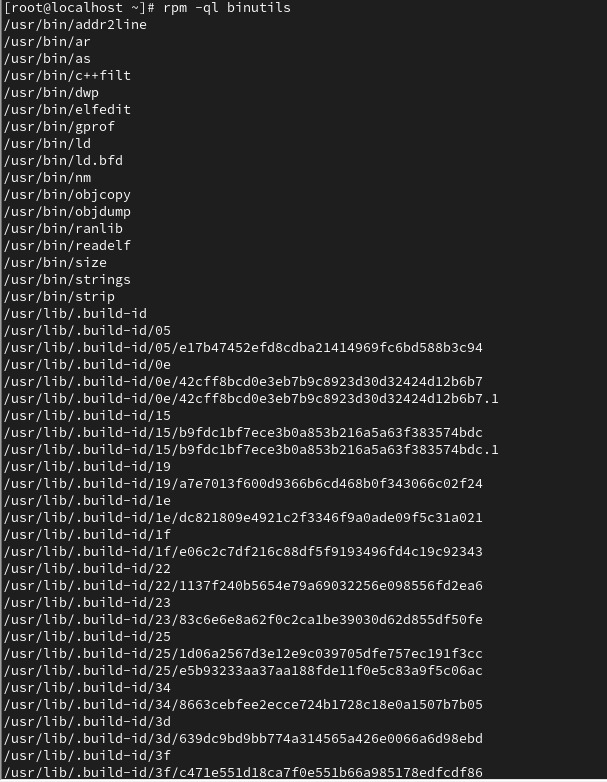 [root@localhost ~]# rpm -ql binutils
/usr/bin/addr2line
/usr/bin/ar
/usr/bin/as
/usr/bin/c++filt
/usr/bin/dwp
/usr/bin/elfedit
/usr/bin/gprof
/usr/bin/ld
/usr/bin/ld.bfd
/usr/bin/nm
/usr/bin/objcopy
/usr/bin/objdump
/usr/bin/ranlib
/usr/bin/readelf
/usr/bin/size
/usr/bin/strings
/usr/bin/strip
/usr/lib/.build-id
/usr/lib/.build-id/05
/usr/lib/.build-id/05/e17b47452efd8cdba21414969fc6bd588b3c94
/usr/lib/.build-id/0e
/usr/lib/.build-id/0e/42cff8bcd0e3eb7b9c8923d30d32424d12b6b7
/usr/lib/.build-id/0e/42cff8bcd0e3eb7b9c8923d30d32424d12b6b7.1
/usr/lib/.build-id/15
/usr/lib/.build-id/15/b9fdc1bf7ece3b0a853b216a5a63f383574bdc
/usr/lib/.build-id/15/b9fdc1bf7ece3b0a853b216a5a63f383574bdc.1
/usr/lib/.build-id/19
/usr/lib/.build-id/19/a7e7013f600d9366b6cd468b0f343066c02f24
/usr/lib/.build-id/1e
/usr/lib/.build-id/1e/dc821809e4921c2f3346f9a0ade09f5c31a021
/usr/lib/.build-id/1f
/usr/lib/.build-id/1f/e06c2c7df216c88df5f9193496fd4c19c92343
/usr/lib/.build-id/22
/usr/lib/.build-id/22/1137f240b5654e79a69032256e098556fd2ea6
/usr/lib/.build-id/23
/usr/lib/.build-id/23/83c6e6e8a62f0c2ca1be39030d62d855df50fe
/usr/lib/.build-id/25
/usr/lib/.build-id/25/1d06a2567d3e12e9c039705dfe757ec191f3cc
/usr/lib/.build-id/25/e5b93233aa37aa188fde11f0e5c83a9f5c06ac
/usr/lib/.build-id/34
/usr/lib/.build-id/34/8663cebfee2ecce724b1728c18e0a1507b7b05
/usr/lib/.build-id/3d
/usr/lib/.build-id/3d/639dc9bd9bb774a314565a426e0066a6d98ebd
/usr/lib/.build-id/3f
/usr/lib/.build-id/3f/c471e551d18ca7f0e551b66a985178edfcdf86